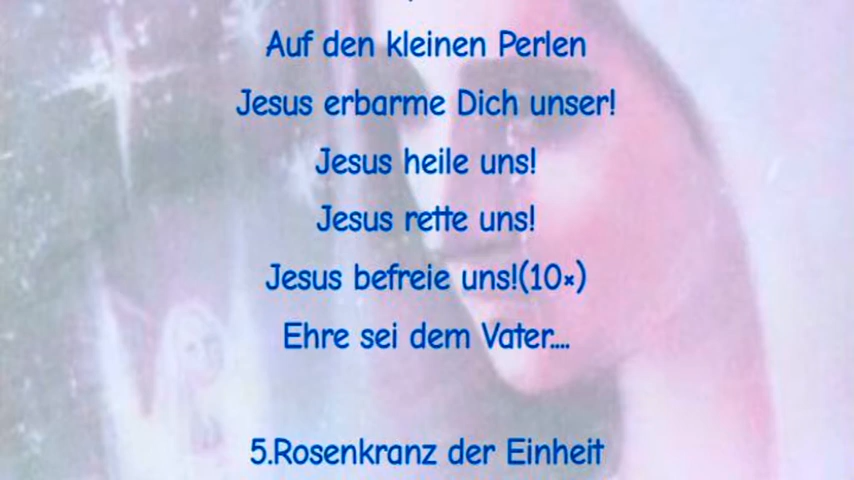 Auf den kleinen Perlen
Jesus erbarme Dich unser!
Jesus heile uns!
Jesus rette uns!
Jesus befreie uns!(10×)
Ehre sei dem Vater....
5.Rosenkranz der Einheit